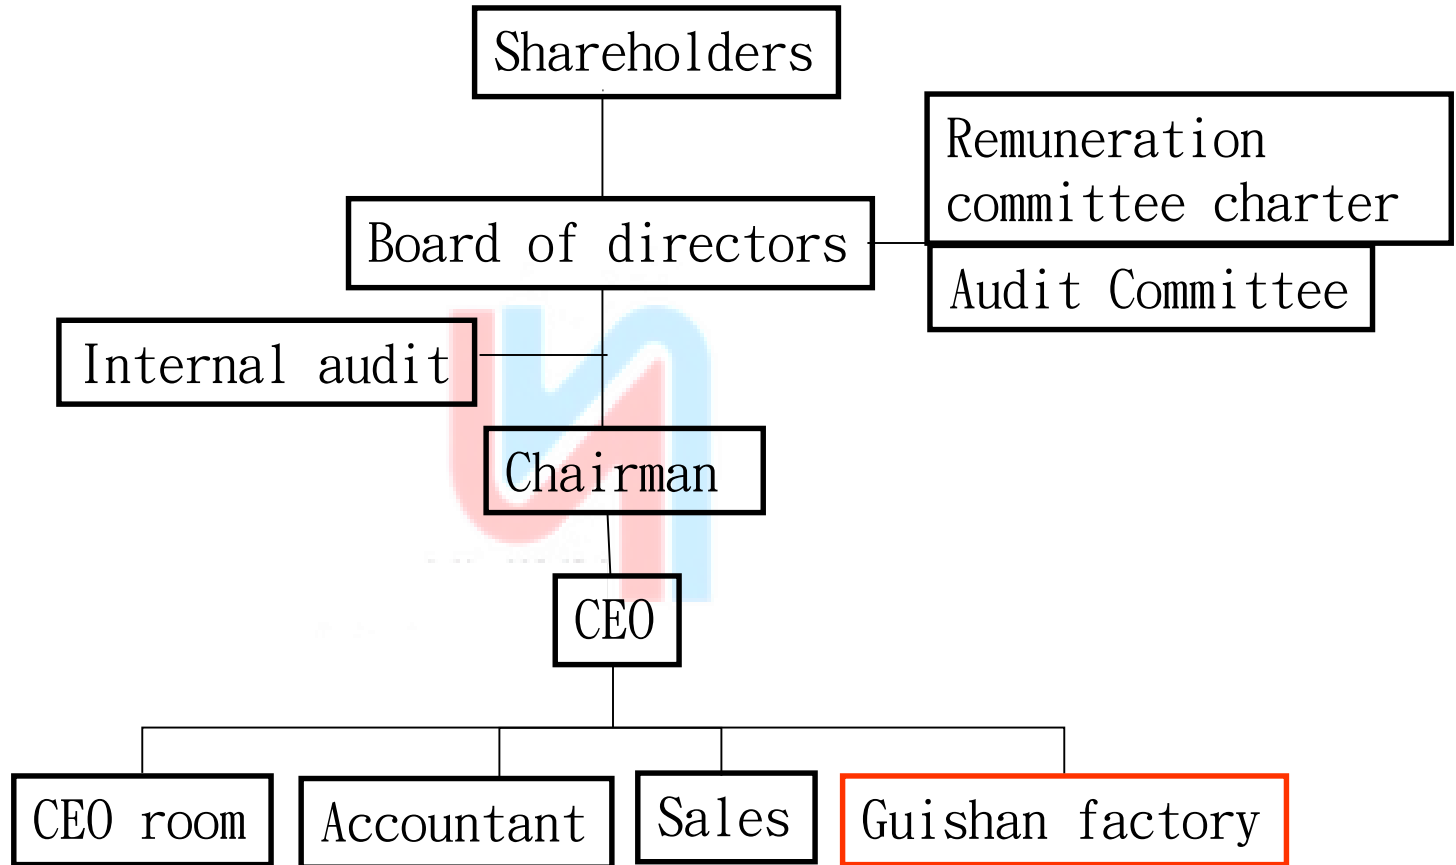 Shareholders
Remuneration
committee charter
Board of directors
Audit Committee
Internal audit
Chairman
CEO
CEO room
Accountant
Sales
Guishan factory